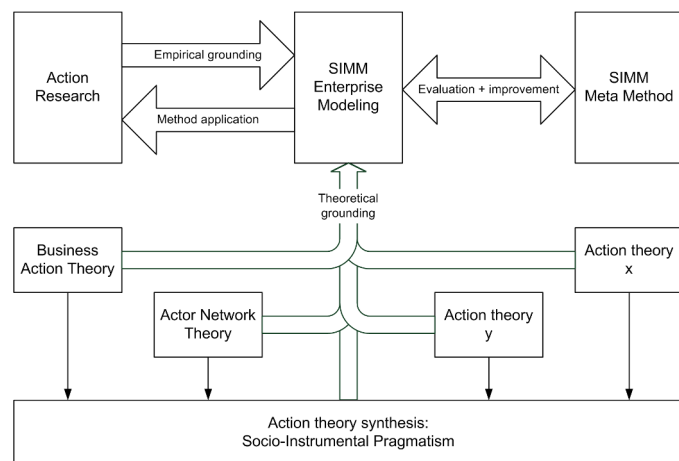 Action
Research
Empirical grounding
Method application
SIMM
Enterprise
Modeling
Evaluation + improvement
SIMM
Meta Method
Theoretical
grounding
Business
Action Theory
Action theory
x
Actor Network
Theory
Action theory
y
Action theory synthesis:
Socio-Instrumental Pragmatism